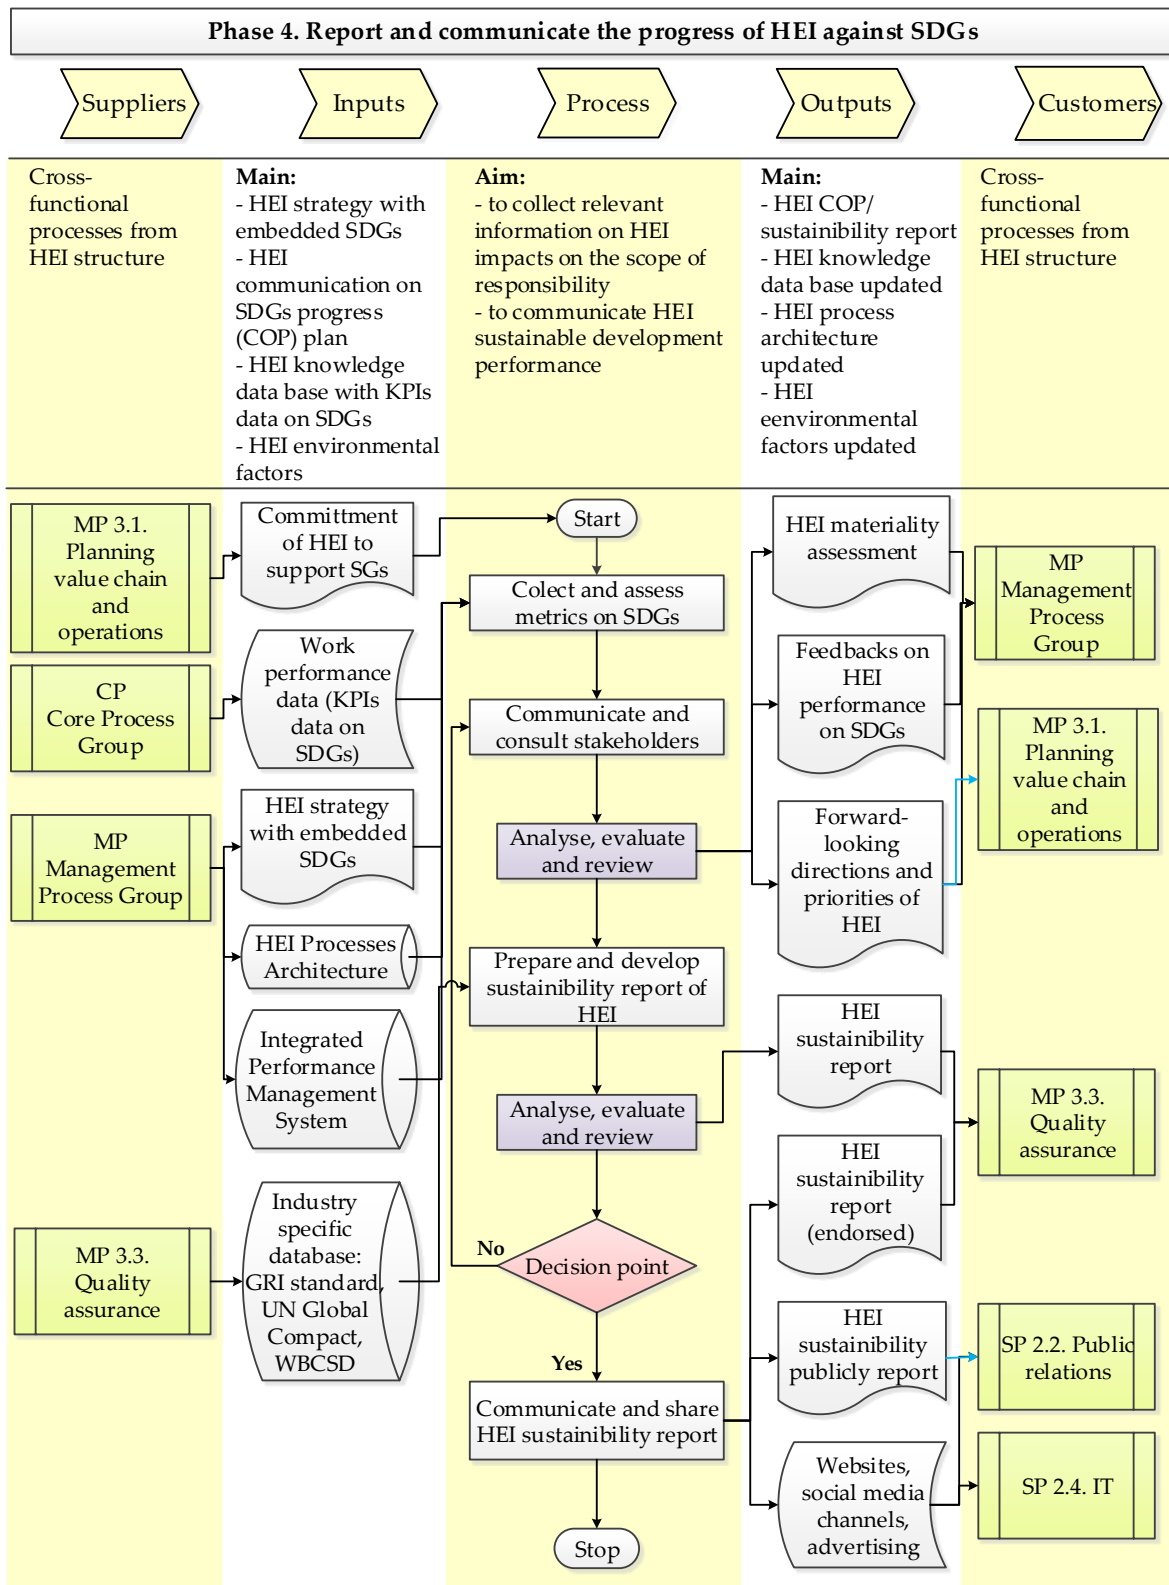 Phase 4. Report and communicate the progress of HEI against SDGs
Suppliers
Inputs
Process
Outputs
Customers
Cross-
functional
processes from
HEI structure
Main:
- HEI strategy with
embedded SDGs
- HEI
communication on
SDGs progress
(COP) plan
- HEI knowledge
data base with KPIs
data on SDGs
- HEI environmental
factors
Aim:
- to collect relevant
information on HEI
impacts on the scope of
responsibility
- to communicate HEI
sustainable development
performance
Main:
- HEI COP/
sustainibility report
- HEI knowledge
data base updated
- HEI process
architecture
updated
- HEI
eenvironmental
factors updated
Cross-
functional
processes from
HEI structure
MP 3.1.
Planning
value chain
and
operations
CP
Core Process
Group
MP
Management
Process Group
MP 3.3.
Quality
assurance
Committment
of HEI to
support SGs
Work
performance
data (KPIs
data on
SDGs)
HEI strategy
with embedded
SDGs
HEI Processes
Architecture
Integrated
Performance
Management
System
Industry
specific
database:
GRI standard,
UN Global
Compact,
WBCSD
Start
Colect and assess
metrics on SDGs
Communicate and
consult stakeholders
Analyse, evaluate
and review
Prepare and develop
sustainibility report of
HEI
Analyse, evaluate
and review
Decision point
No
Yes
Communicate and share
HEI sustainibility report
Stop
HEI materiality
assessment
Feedbacks on
HEI
performance
on SDGs
Forward-
looking
directions and
priorities of
HEI
HEI
sustainibility
report
HEI
sustainibility
report
(endorsed)
HEI
sustainibility
publicly report
Websites,
social media
channels,
advertising
MP
Management
Process
Group
MP 3.1.
Planning
value chain
and
operations
MP 3.3.
Quality
assurance
SP 2.2. Public
relations
SP 2.4. IT